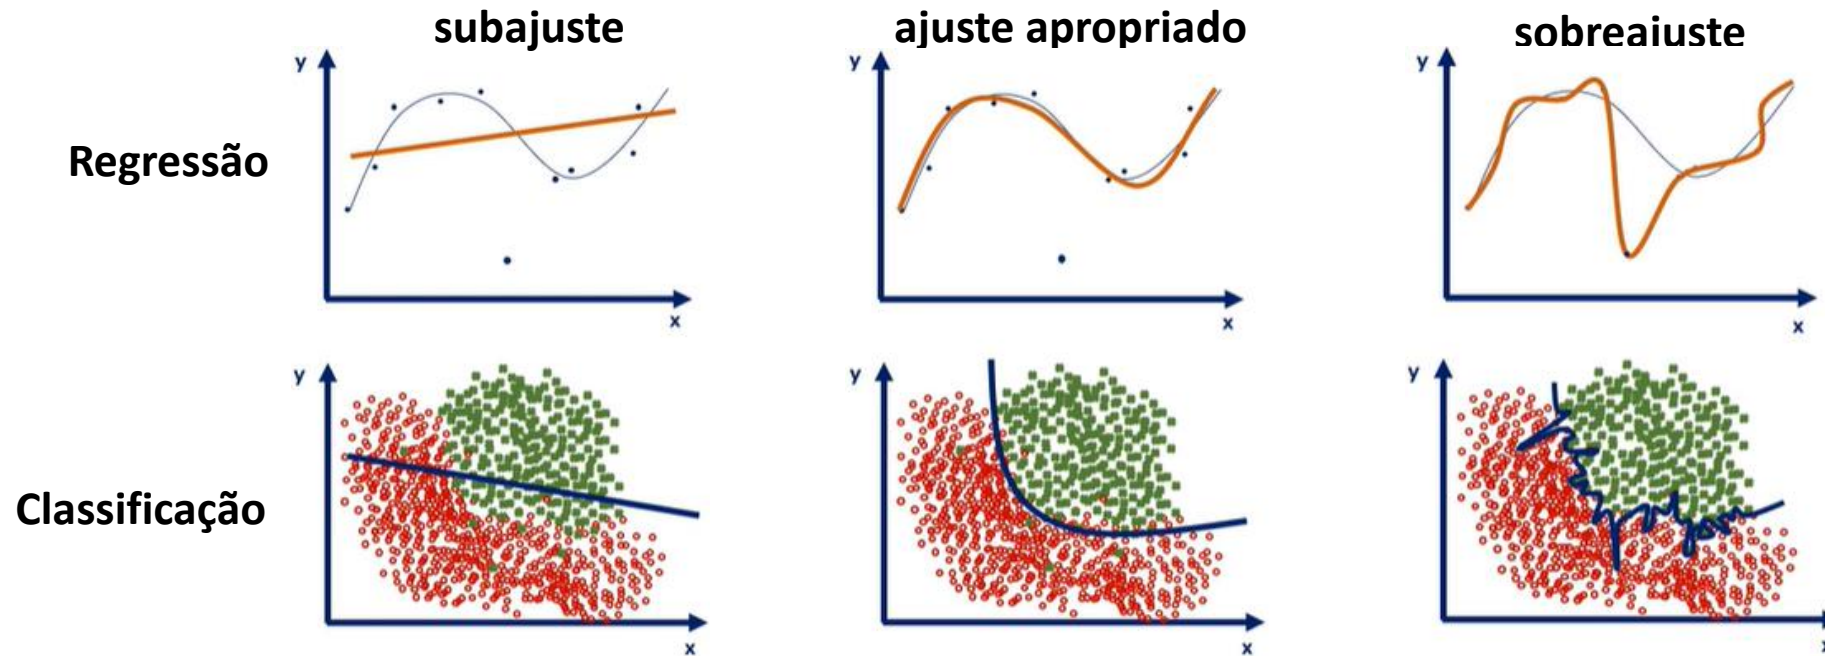 subajuste
ajuste apropriado
sobreajuste
Regressão
y
x
y
x
y
x
Classificação
y
x
y
x
y
x